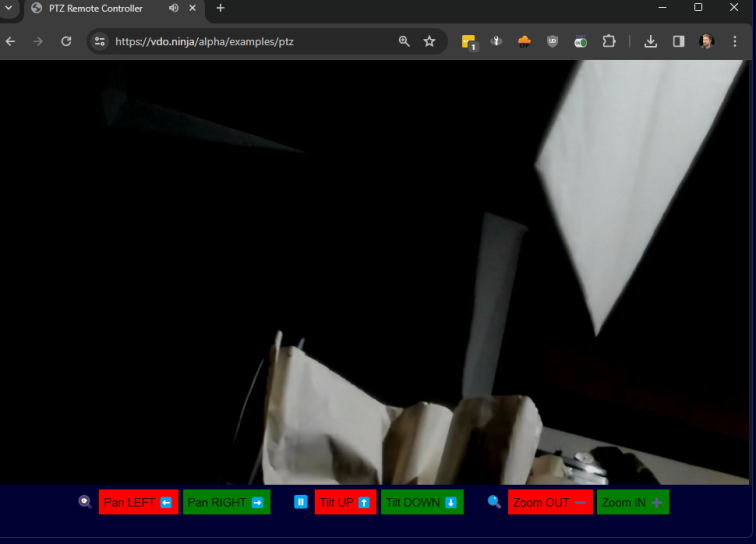 PTZ Remote Controller
https://vdo.ninja/alpha/examples/ptz
1
Pan LEFT
Pan RIGHT
Tilt UP
Tilt DOWN
Zoom OUT
Zoom IN